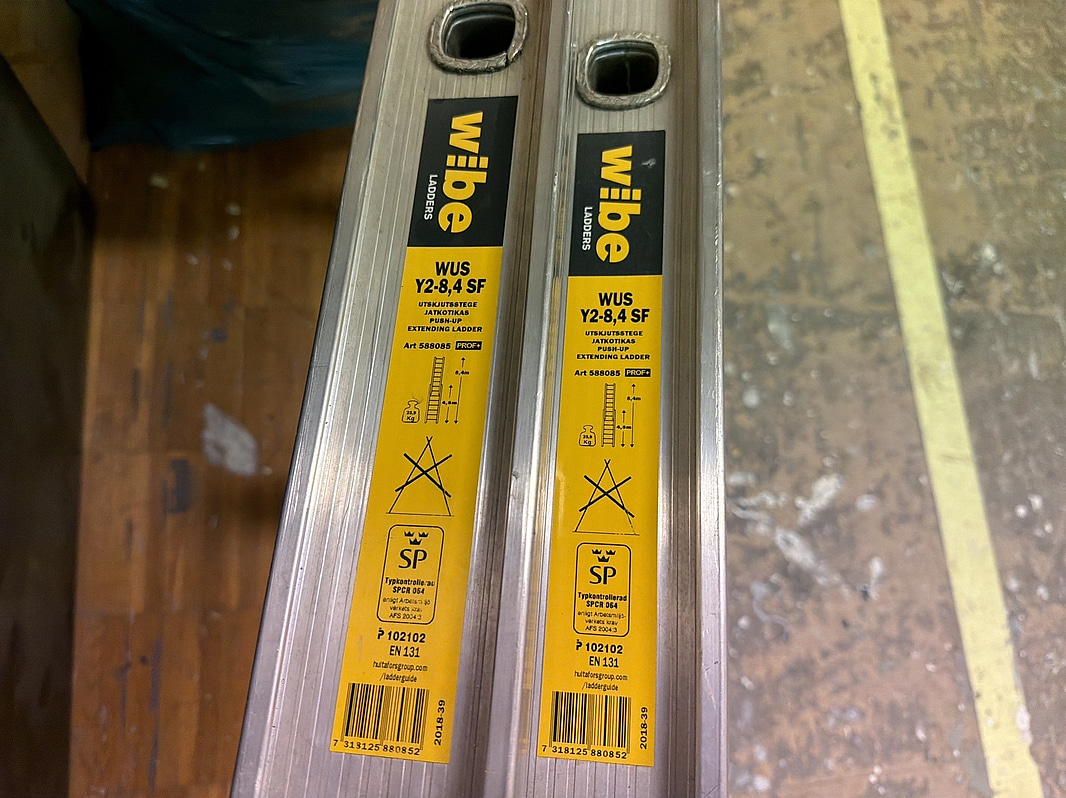 wibe
LADDERS
WUS
Y2-8,4 SF
UTSKJUTSSTEGE
JATKOTIKAS
PUSH-UP
EXTENDING LADDER
Art 588085 PROF+
8,4m
4,8m
Kg
SP
Typkontrollerad
SPCR 064
enligt Arbetsmiljö-
verkets krav
AFS 2004:3
P 102102
EN 131
hultaforsgroup.com
/ladderguide
2018-39
7 318125 880852
wibe
LADDERS
WUS
Y2-8,4 SF
UTSKJUTSSTEGE
JATKOTIKAS
PUSH-UP
EXTENDING LADDER
Art 588085 PROF+
8,4m
4,8m
Kg
SP
Typkontrollerad
SPCR 064
enligt Arbetsmiljö-
verkets krav
AFS 2004:3
P 102102
EN 131
hultaforsgroup.com
/ladderguide
2018-39
7 318125 880852